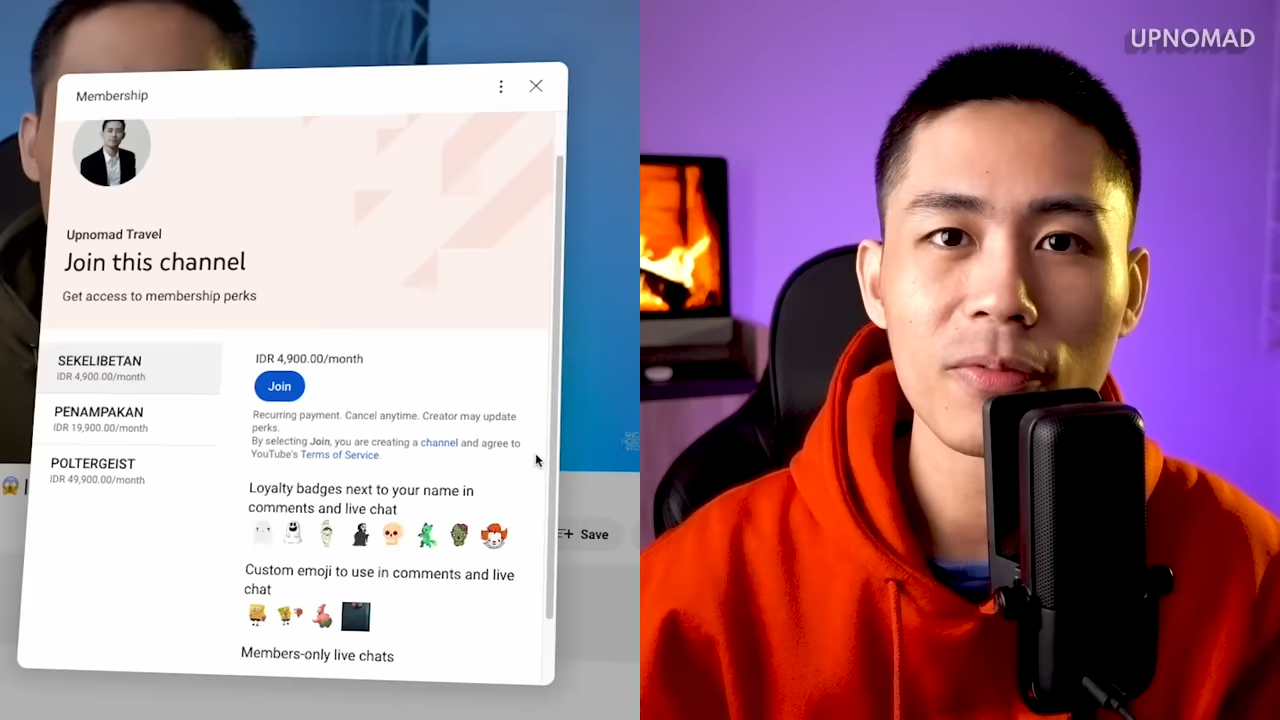 Membership
Upnomad Travel
Join this channel
Get access to membership perks
SEKELIBETAN
IDR 4,900.00/month
PENAMPAKAN
IDR 19,900.00/month
POLTERGEIST
IDR 49,900.00/month
IDR 4,900.00/month
Join
Recurring payment. Cancel anytime. Creator may update
perks.
By selecting Join, you are creating a channel and agree to
YouTube's Terms of Service.
Loyalty badges next to your name in
comments and live chat
Custom emoji to use in comments and live
chat
Members-only live chats
Save
UPNOMAD